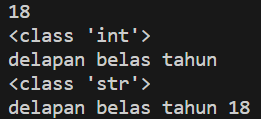 18
<class 'int'>
delapan belas tahun
<class 'str'>
delapan belas tahun 18